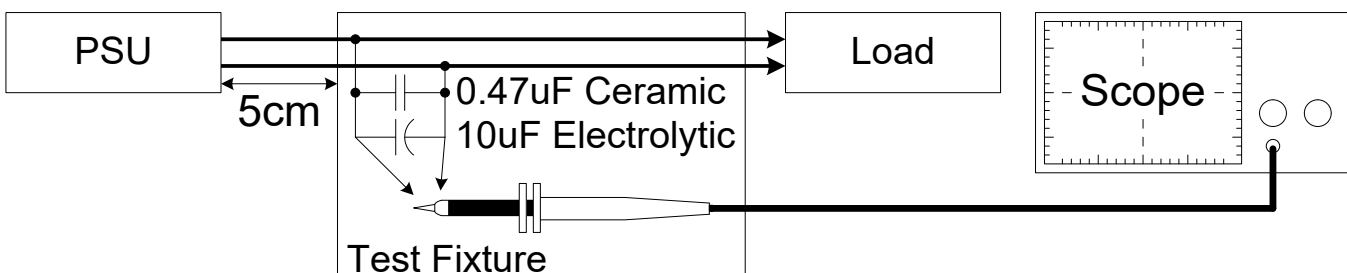 PSU
Load
Scope
5cm
0.47uF Ceramic
10uF Electrolytic
Test Fixture